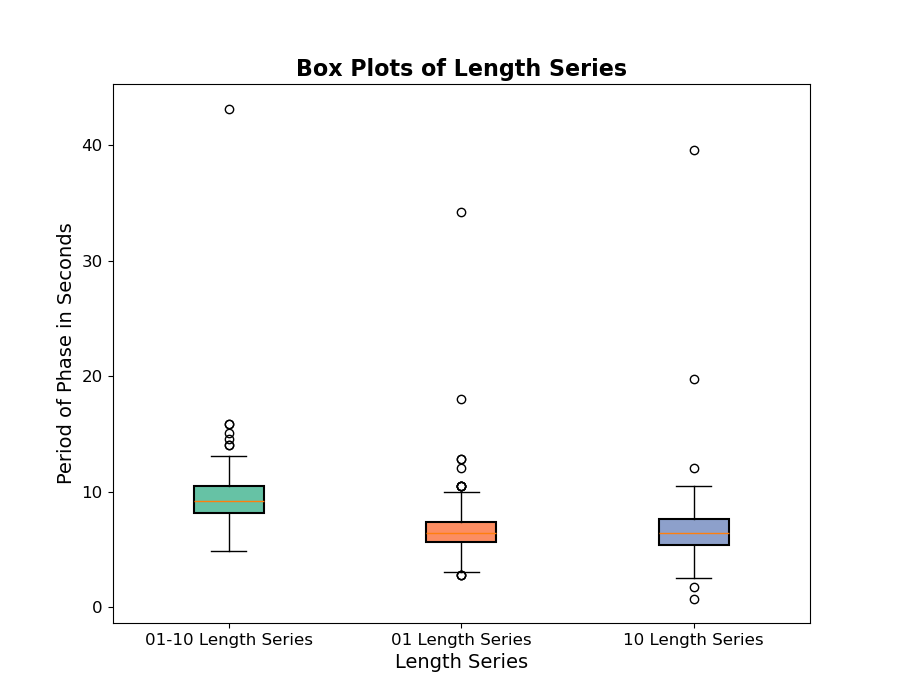 Box Plots of Length Series
Period of Phase in Seconds
40
30
20
10
0
01-10 Length Series
01 Length Series
10 Length Series
Length Series